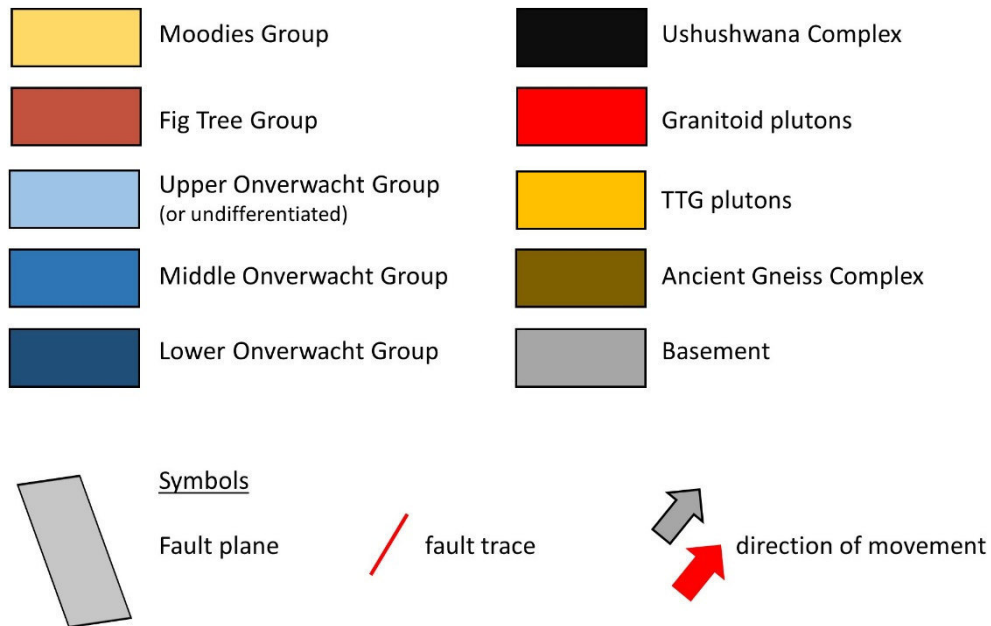 Moodies Group
Ushushwana Complex
Fig Tree Group
Granitoid plutons
Upper Onverwacht Group
(or undifferentiated)
TTG plutons
Middle Onverwacht Group
Ancient Gneiss Complex
Lower Onverwacht Group
Basement
Symbols
Fault plane
fault trace
direction of movement